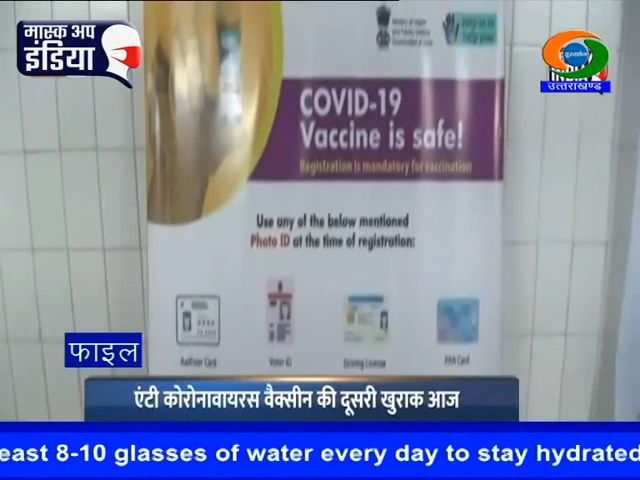 मास्क अप
इंडिया
उत्तराखण्ड
COVID-19
Vaccine is safe!
Registration is mandatory for vaccination
Use any of the below mentioned
Photo ID at the time of registration:
Aadhaar Card
Voter ID
Driving License
PAN Card
फाइल
एंटी कोरोनावायरस वैक्सीन की दूसरी खुराक आज
east 8-10 glasses of water every day to stay hydrated